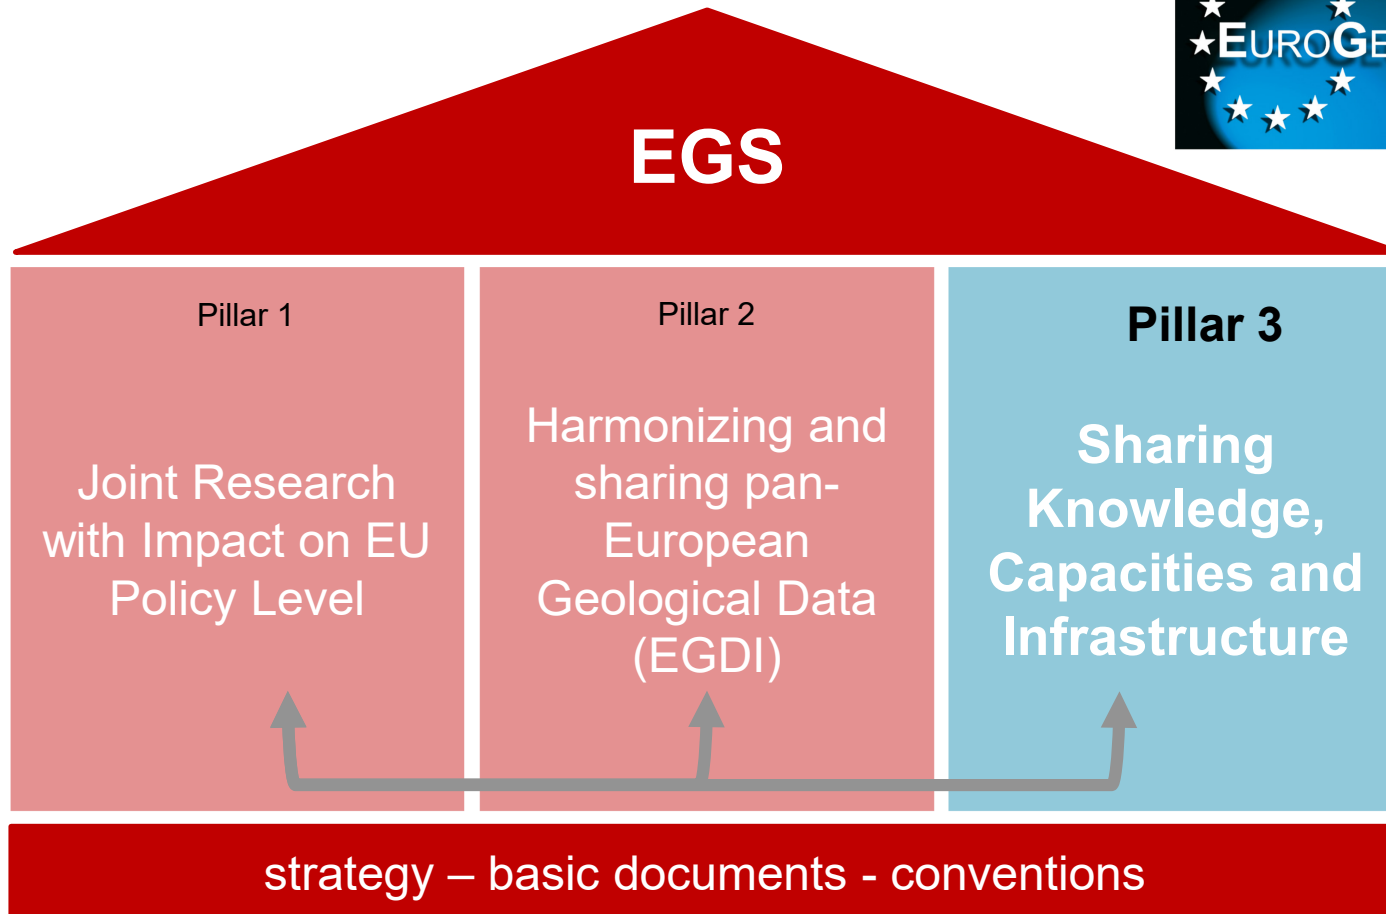 EUROGE
EGS
Pillar 1
Joint Research
with Impact on EU
Policy Level
Pillar 2
Harmonizing and
sharing pan-
European
Geological Data
(EGDI)
Pillar 3
Sharing
Knowledge,
Capacities and
Infrastructure
strategy – basic documents - conventions